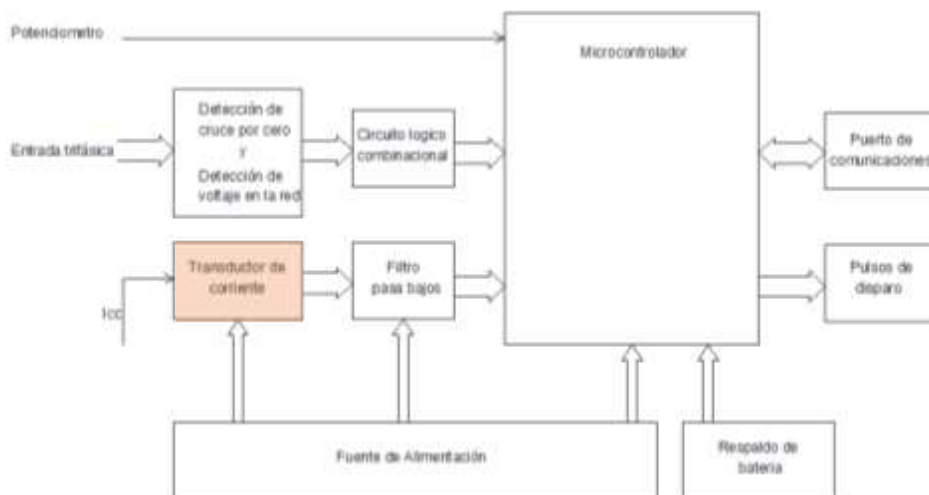 Potenciometro
Microcontrolador
Detección de
cruce por cero
y
Detección de
voltaje en la red
Entrada trifásica
Circuito logico
combinacional
Puerto de
comunicaciones
Transductor de
corriente
Filtro
pasa bajos
Pulsos de
disparo
Icc
Fuente de Alimentación
Respaldo de
bateria